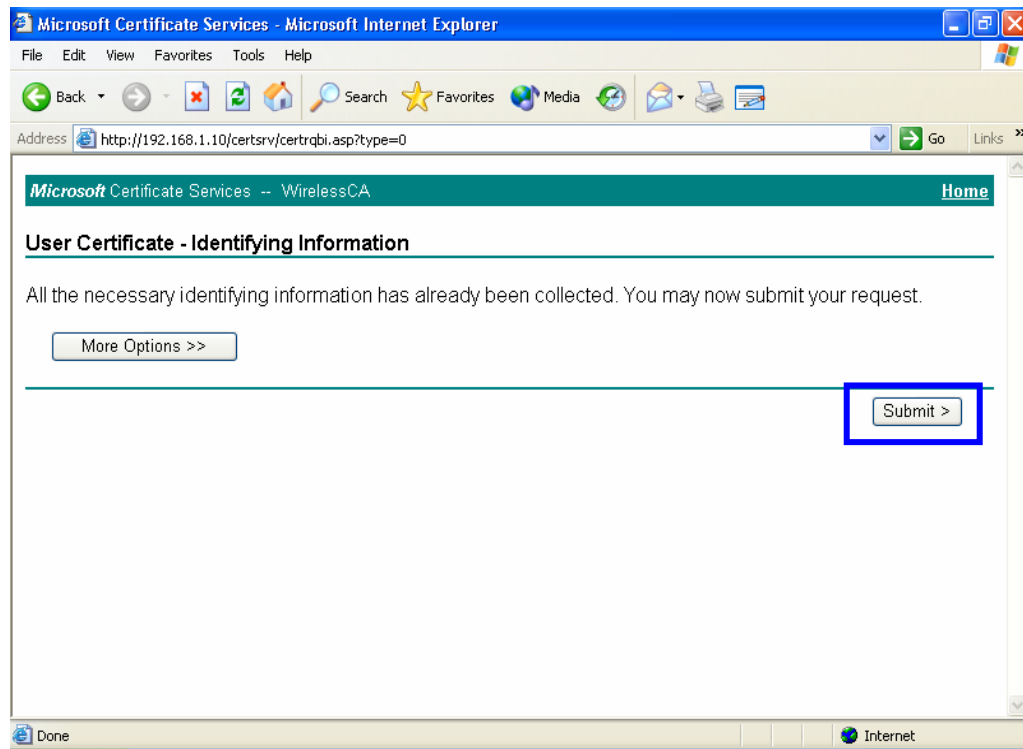 Microsoft Certificate Services - Microsoft Internet Explorer
File Edit View Favorites Tools Help
Back Search Favorites Media
Address http://192.168.1.10/certsrv/certrqbi.asp?type=0 Go Links »
Microsoft Certificate Services -- WirelessCA Home
User Certificate - Identifying Information
All the necessary identifying information has already been collected. You may now submit your request.
More Options >>
Submit >
Done Internet